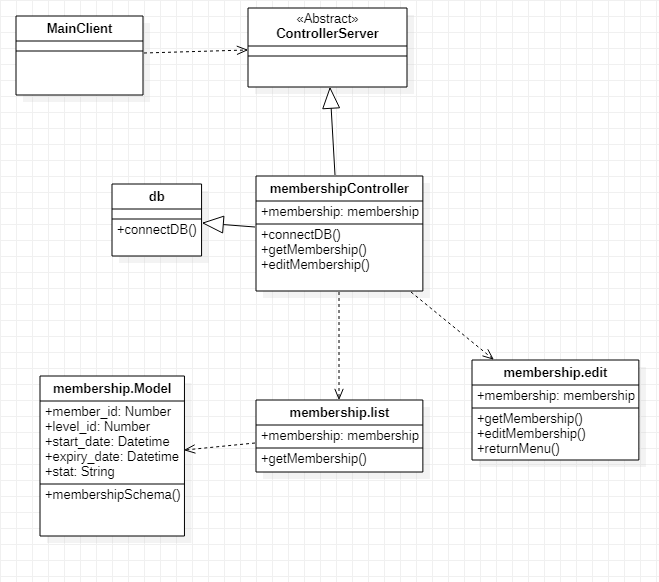 MainClient
«Abstract»
ControllerServer
membershipController
+membership: membership
+connectDB()
+getMembership()
+editMembership()
db
+connectDB()
membership.edit
+membership: membership
+getMembership()
+editMembership()
+returnMenu()
membership.Model
+member_id: Number
+level_id: Number
+start_date: Datetime
+expiry_date: Datetime
+stat: String
+membershipSchema()
membership.list
+membership: membership
+getMembership()